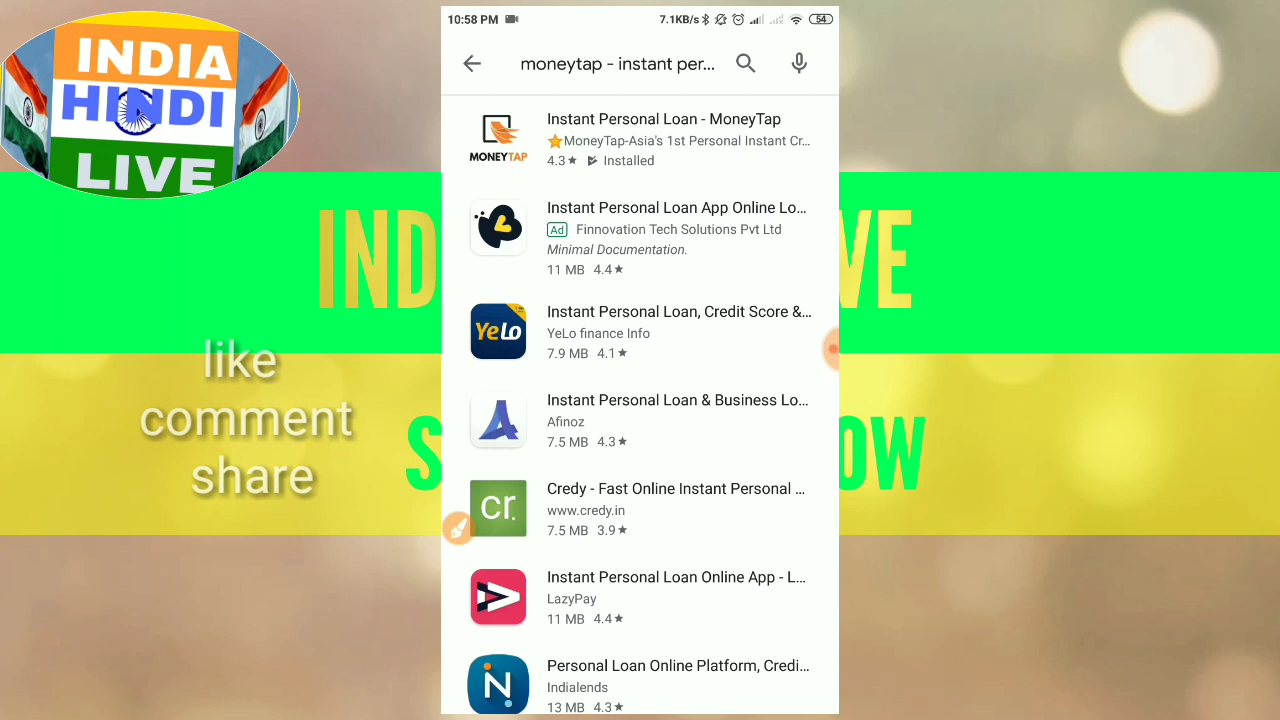 INDIA
HINDI
LIVE
10:58 PM
7.1KB/s
54
moneytap - instant per...
MONEYTAP
Instant Personal Loan - MoneyTap
⭐MoneyTap-Asia's 1st Personal Instant Cr...
4.3★ Installed
Instant Personal Loan App Online Lo...
Ad Finnovation Tech Solutions Pvt Ltd
Minimal Documentation.
11 MB 4.4★
YeLo
Instant Personal Loan, Credit Score &...
YeLo finance Info
7.9 MB 4.1★
Instant Personal Loan & Business Lo...
Afinoz
7.5 MB 4.3★
cr.
Credy - Fast Online Instant Personal ...
www.credy.in
7.5 MB 3.9★
Instant Personal Loan Online App - L...
LazyPay
11 MB 4.4★
N
Personal Loan Online Platform, Credi...
Indialends
13 MB 4.3★
IND
VE
S
OW
like
comment
share